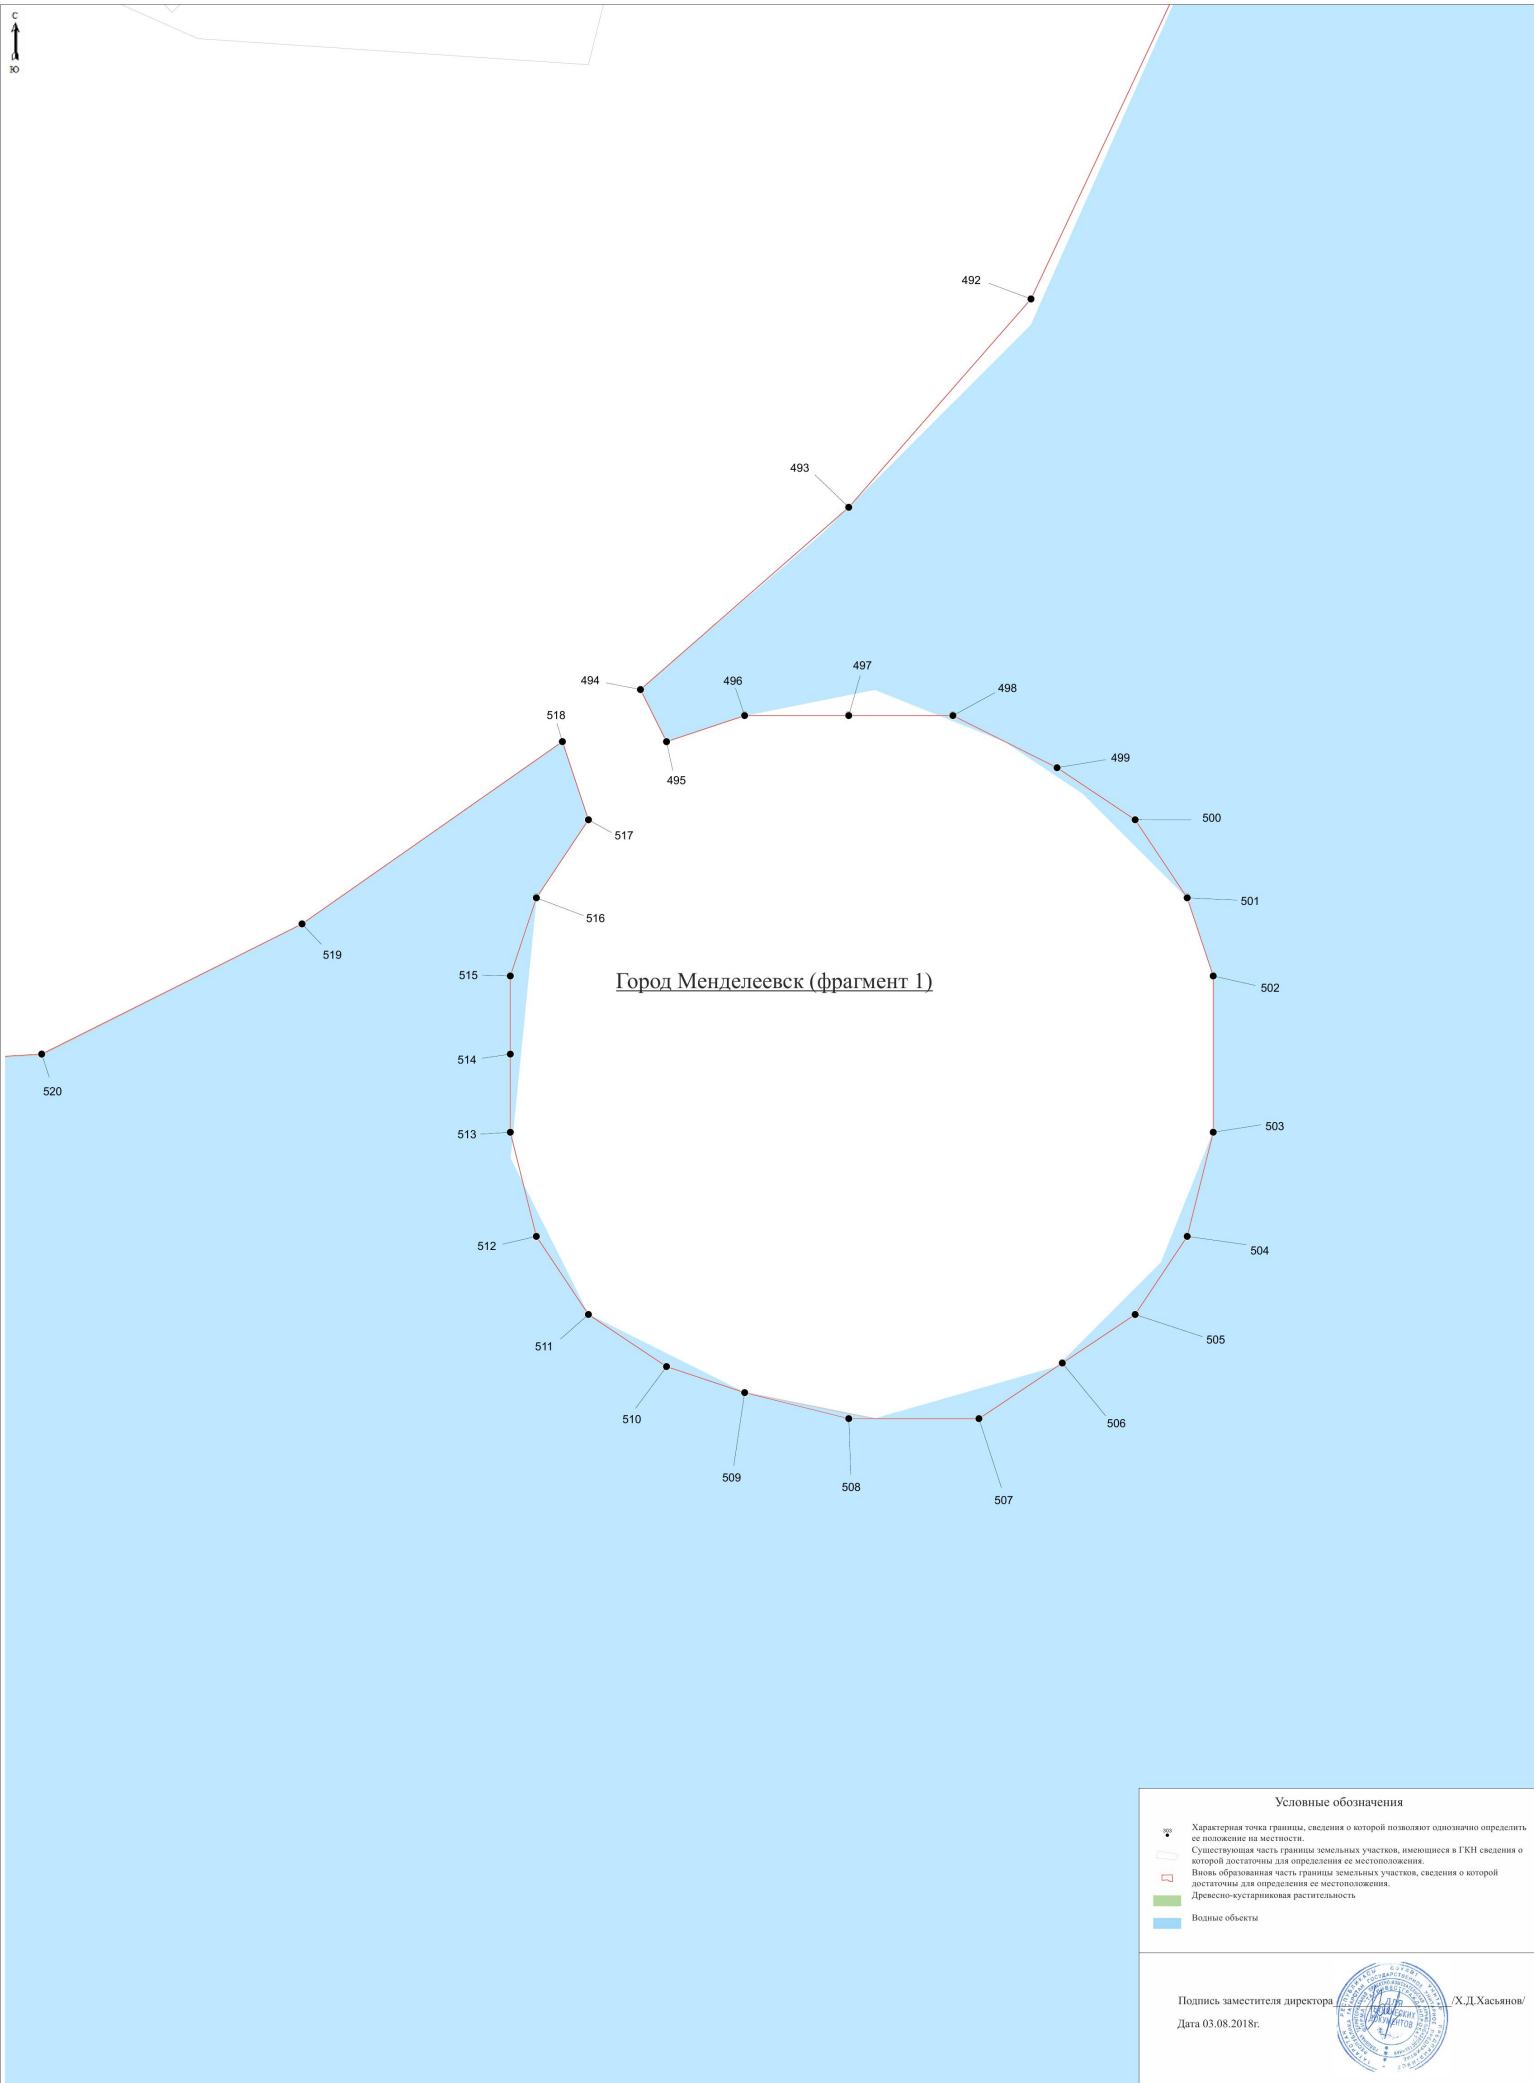 С
Ю
492
493
494
496
497
498
518
495
499
500
517
501
516
519
515
502
Город Менделеевск (фрагмент 1)
514
520
513
503
512
504
511
505
510
506
509
508
507
Условные обозначения
303
Характерная точка границы, сведения о которой позволяют однозначно определить
ее положение на местности.
Существующая часть границы земельных участков, имеющиеся в ГКН сведения о
которой достаточны для определения ее местоположения.
Вновь образованная часть границы земельных участков, сведения о которой
достаточны для определения ее местоположения.
Древесно-кустарниковая растительность
Водные объекты
Подпись заместителя директора /Х.Д.Хасьянов/
Дата 03.08.2018г.
ДЛЯ
ТЕХНИЧЕСКИХ
ДОКУМЕНТОВ